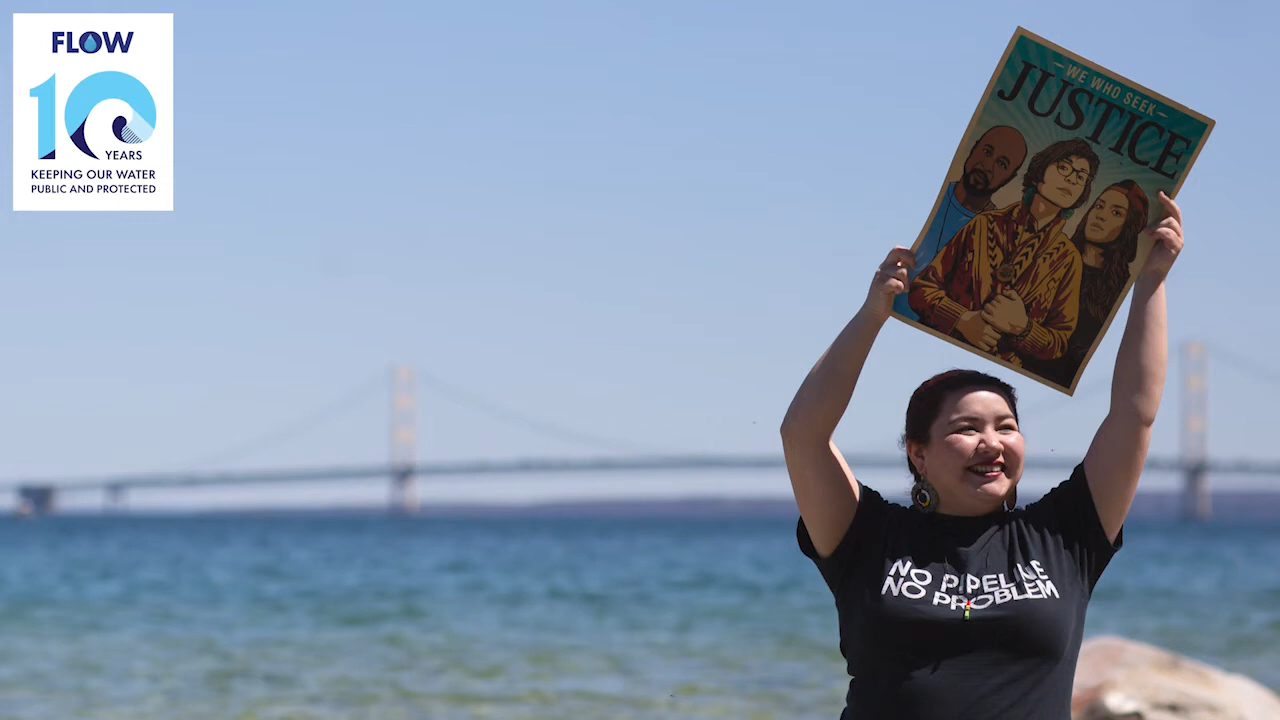 FLOW
10
YEARS
KEEPING OUR WATER
PUBLIC AND PROTECTED
- WE WHO SEEK -
JUSTICE
NO PIPELINE
NO PROBLEM